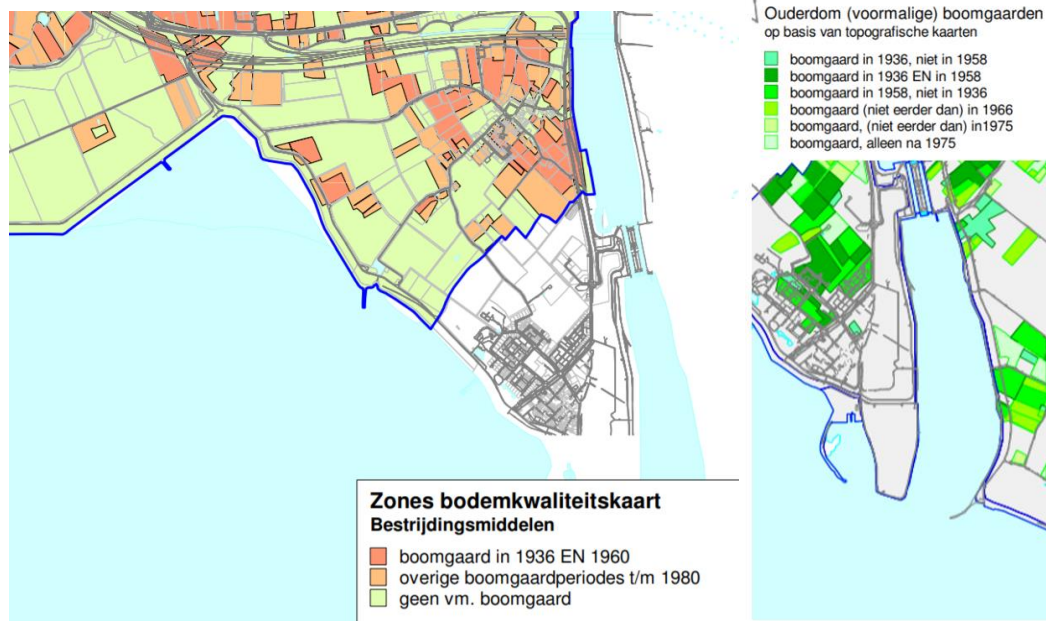 Zones bodemkwaliteitskaart
Bestrijdingsmiddelen
boomgaard in 1936 EN 1960
overige boomgaardperiodes t/m 1980
geen vm. boomgaard
Ouderdom (voormalige) boomgaarden
op basis van topografische kaarten
boomgaard in 1936, niet in 1958
boomgaard in 1936 EN in 1958
boomgaard in 1958, niet in 1936
boomgaard (niet eerder dan) in 1966
boomgaard, (niet eerder dan) in1975
boomgaard, alleen na 1975